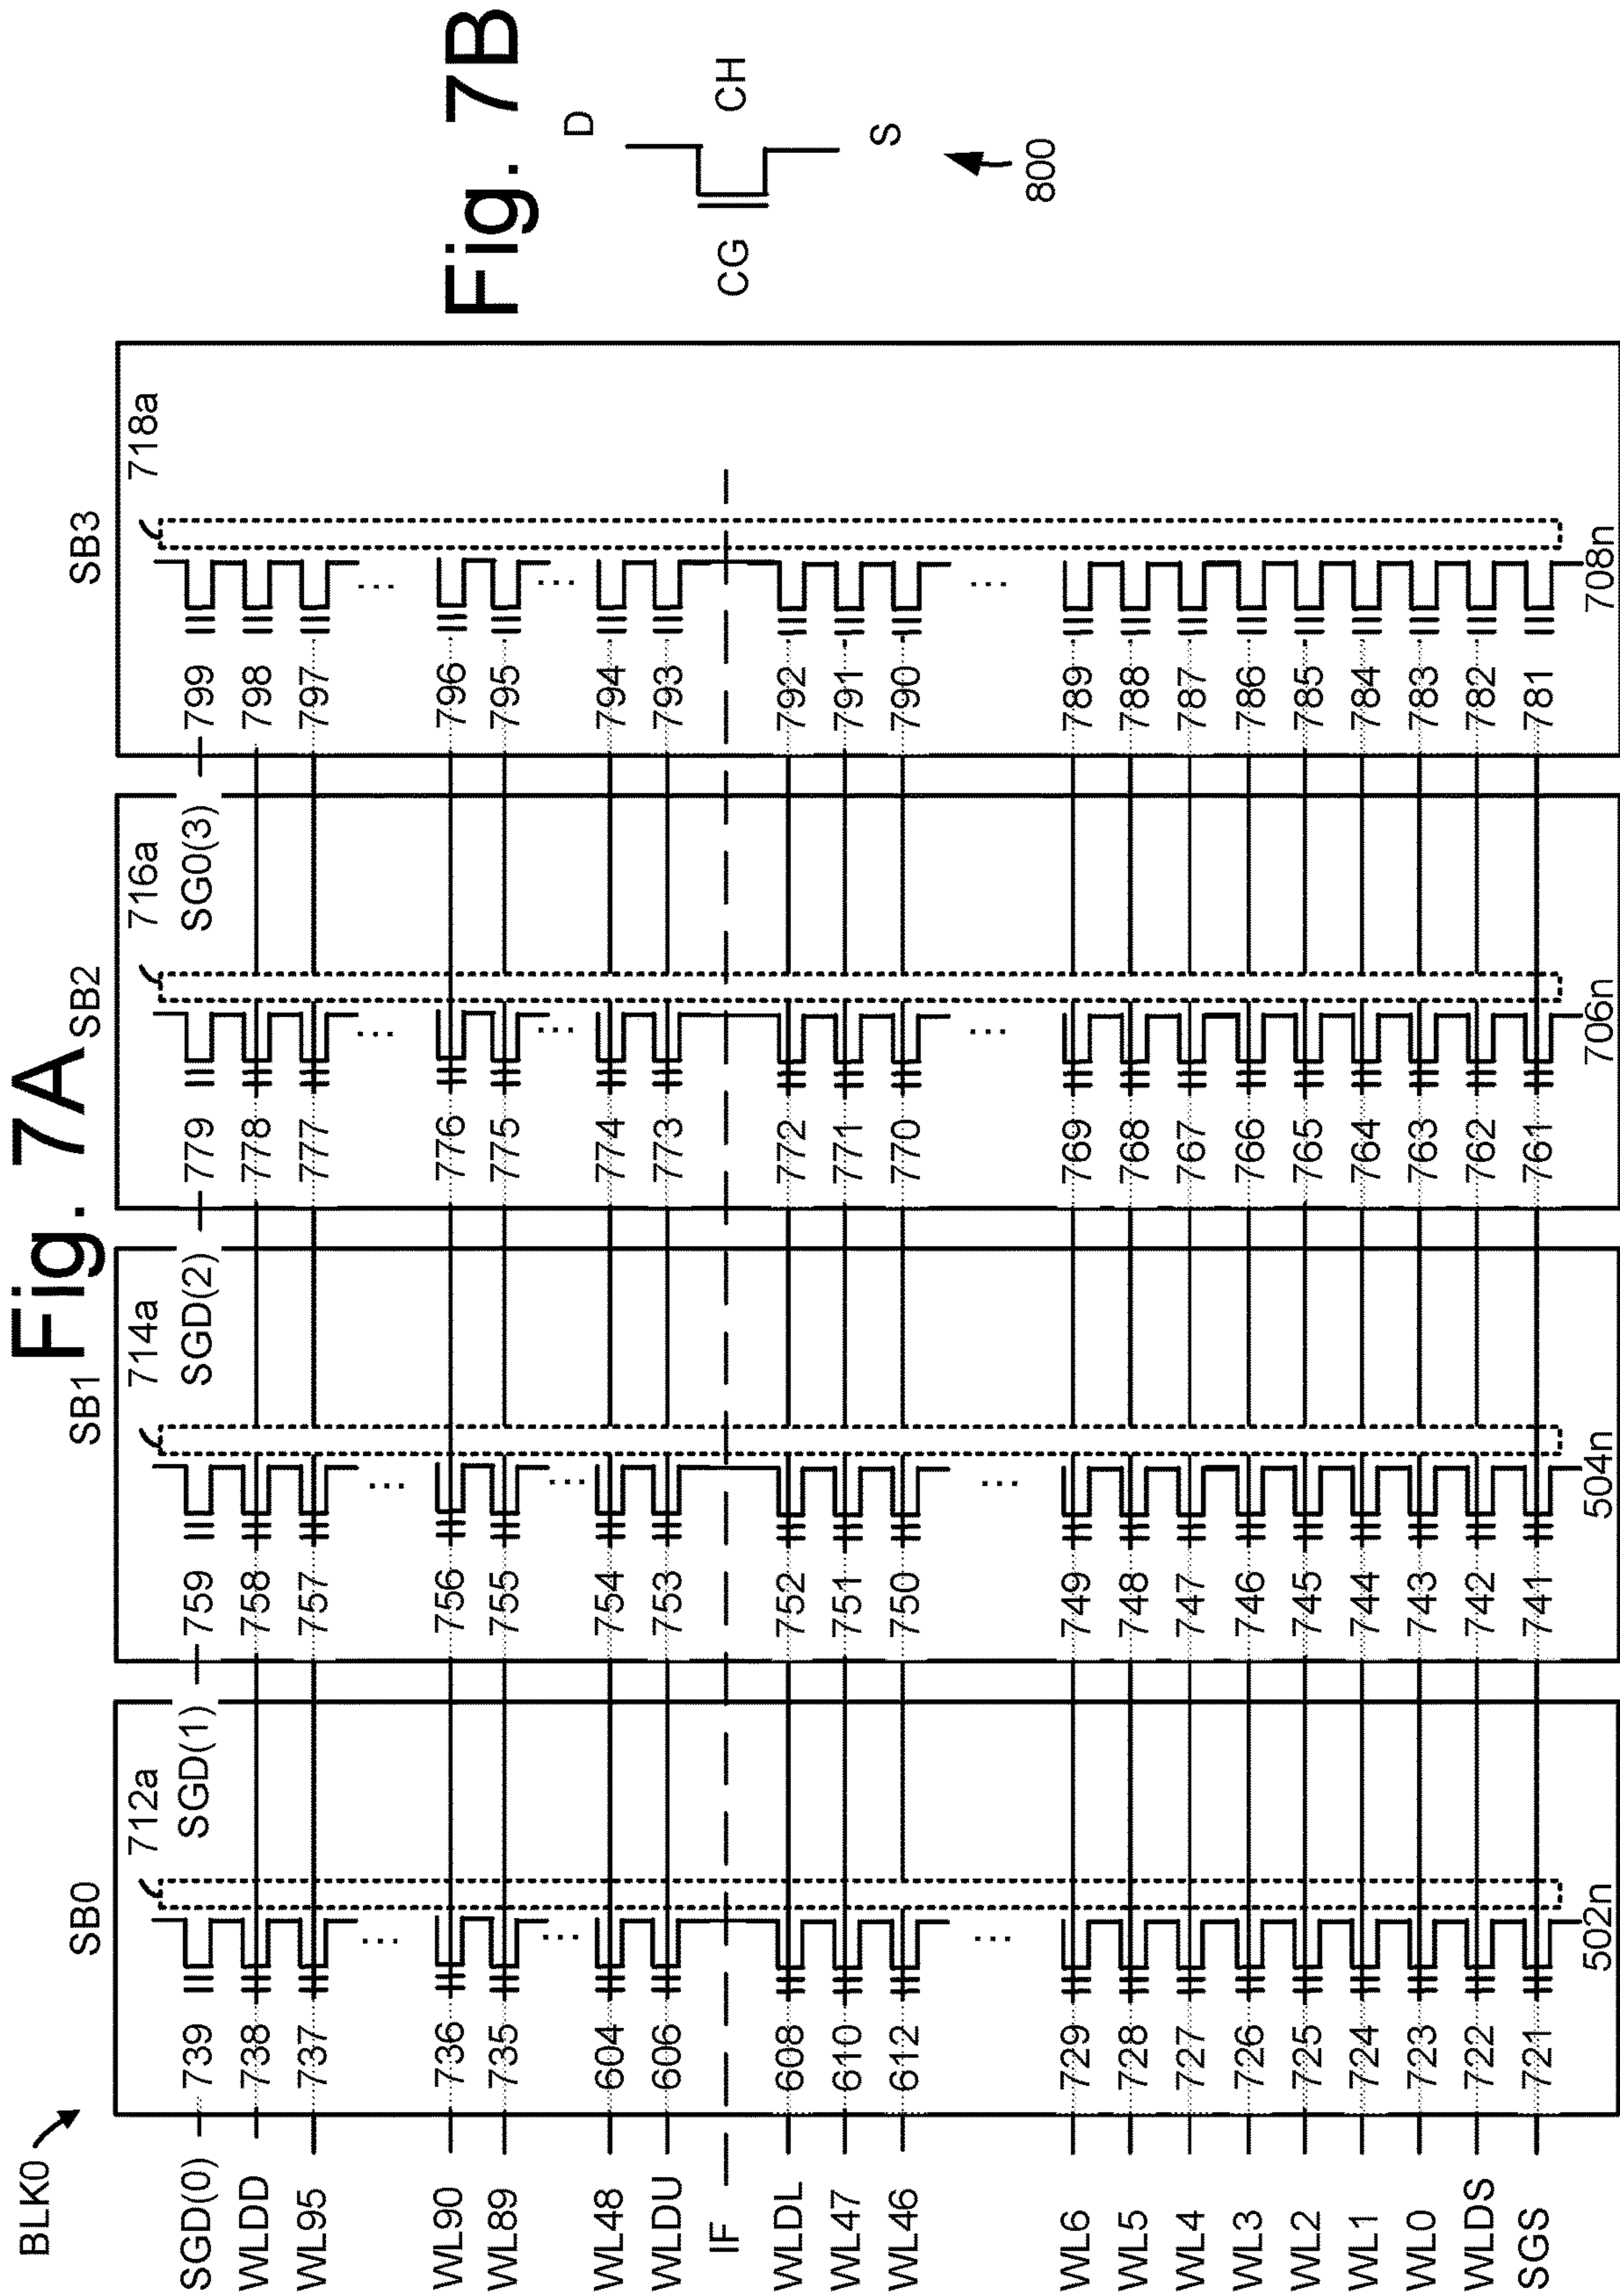 Fig. 7A
BLK0
SB0 SB1 SB2 SB3
712a 714a 716a 718a
SGD(0) 739 SGD(1) 759 SGD(2) 779 SG0(3) 799
WLDD 738 758 778 798
WL95 737 757 777 797
... ... ... ...
WL90 736 756 776 796
WL89 735 755 775 795
... ... ... ...
WL48 604 754 774 794
WLDU 606 753 773 793
IF
WLDL 608 752 772 792
WL47 610 751 771 791
WL46 612 750 770 790
... ... ... ...
WL6 729 749 769 789
WL5 728 748 768 788
WL4 727 747 767 787
WL3 726 746 766 786
WL2 725 745 765 785
WL1 724 744 764 784
WL0 723 743 763 783
WLDS 722 742 762 782
SGS 721 741 761 781
502n 504n 706n 708n
Fig. 7B
D
CG CH
S
800